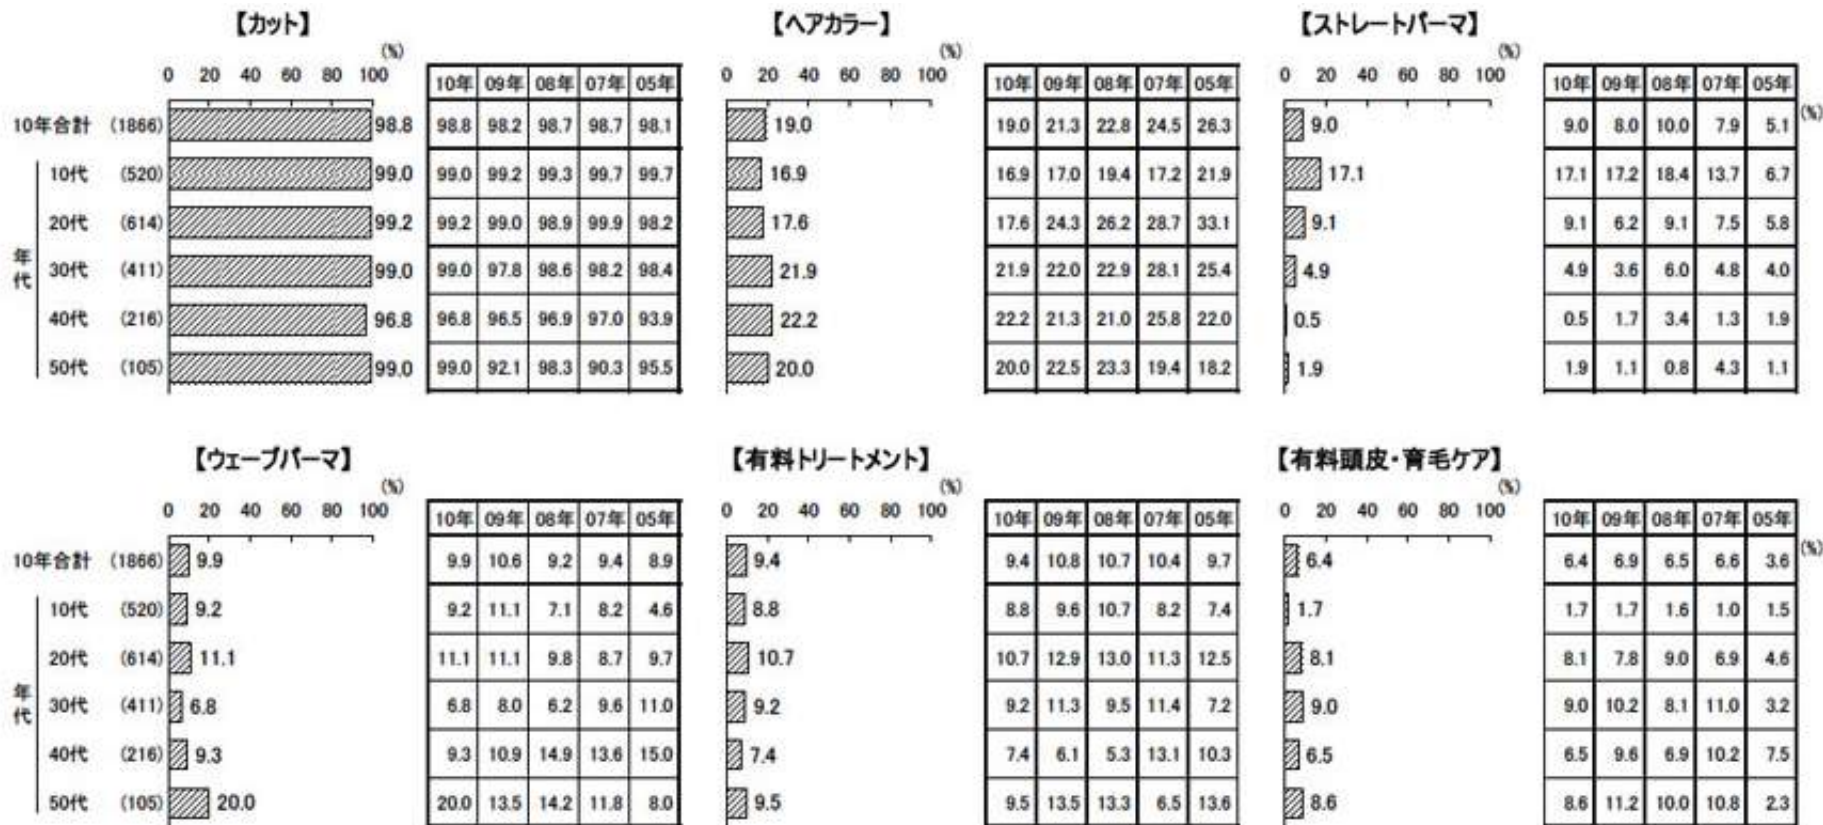 【カット】 【ヘアカラー】 【ストレートパーマ】
(%) (%) (%)
0 20 40 60 80 100 10年 09年 08年 07年 05年 0 20 40 60 80 100 10年 09年 08年 07年 05年 0 20 40 60 80 100 10年 09年 08年 07年 05年
10年合計 (1866) 98.8 98.8 98.2 98.7 98.7 98.1 19.0 19.0 21.3 22.8 24.5 26.3 9.0 9.0 8.0 10.0 7.9 5.1 (%)
10代 (520) 99.0 99.0 99.2 99.3 99.7 99.7 16.9 16.9 17.0 19.4 17.2 21.9 17.1 17.1 17.2 18.4 13.7 6.7
20代 (614) 99.2 99.2 99.0 98.9 99.9 98.2 17.6 17.6 24.3 26.2 28.7 33.1 9.1 9.1 6.2 9.1 7.5 5.8
年代 30代 (411) 99.0 99.0 97.8 98.6 98.2 98.4 21.9 21.9 22.0 22.9 28.1 25.4 4.9 4.9 3.6 6.0 4.8 4.0
40代 (216) 96.8 96.8 96.5 96.9 97.0 93.9 22.2 22.2 21.3 21.0 25.8 22.0 0.5 0.5 1.7 3.4 1.3 1.9
50代 (105) 99.0 99.0 92.1 98.3 90.3 95.5 20.0 20.0 22.5 23.3 19.4 18.2 1.9 1.9 1.1 0.8 4.3 1.1
【ウェーブパーマ】 【有料トリートメント】 【有料頭皮・育毛ケア】
(%) (%) (%)
0 20 40 60 80 100 10年 09年 08年 07年 05年 0 20 40 60 80 100 10年 09年 08年 07年 05年 0 20 40 60 80 100 10年 09年 08年 07年 05年
10年合計 (1866) 9.9 9.9 10.6 9.2 9.4 8.9 9.4 9.4 10.8 10.7 10.4 9.7 6.4 6.4 6.9 6.5 6.6 3.6 (%)
10代 (520) 9.2 9.2 11.1 7.1 8.2 4.6 8.8 8.8 9.6 10.7 8.2 7.4 1.7 1.7 1.7 1.6 1.0 1.5
20代 (614) 11.1 11.1 11.1 9.8 8.7 9.7 10.7 10.7 12.9 13.0 11.3 12.5 8.1 8.1 7.8 9.0 6.9 4.6
年代 30代 (411) 6.8 6.8 8.0 6.2 9.6 11.0 9.2 9.2 11.3 9.5 11.4 7.2 9.0 9.0 10.2 8.1 11.0 3.2
40代 (216) 9.3 9.3 10.9 14.9 13.6 15.0 7.4 7.4 6.1 5.3 13.1 10.3 6.5 6.5 9.6 6.9 10.2 7.5
50代 (105) 20.0 20.0 13.5 14.2 11.8 8.0 9.5 9.5 13.5 13.3 6.5 13.6 8.6 8.6 11.2 10.0 10.8 2.3